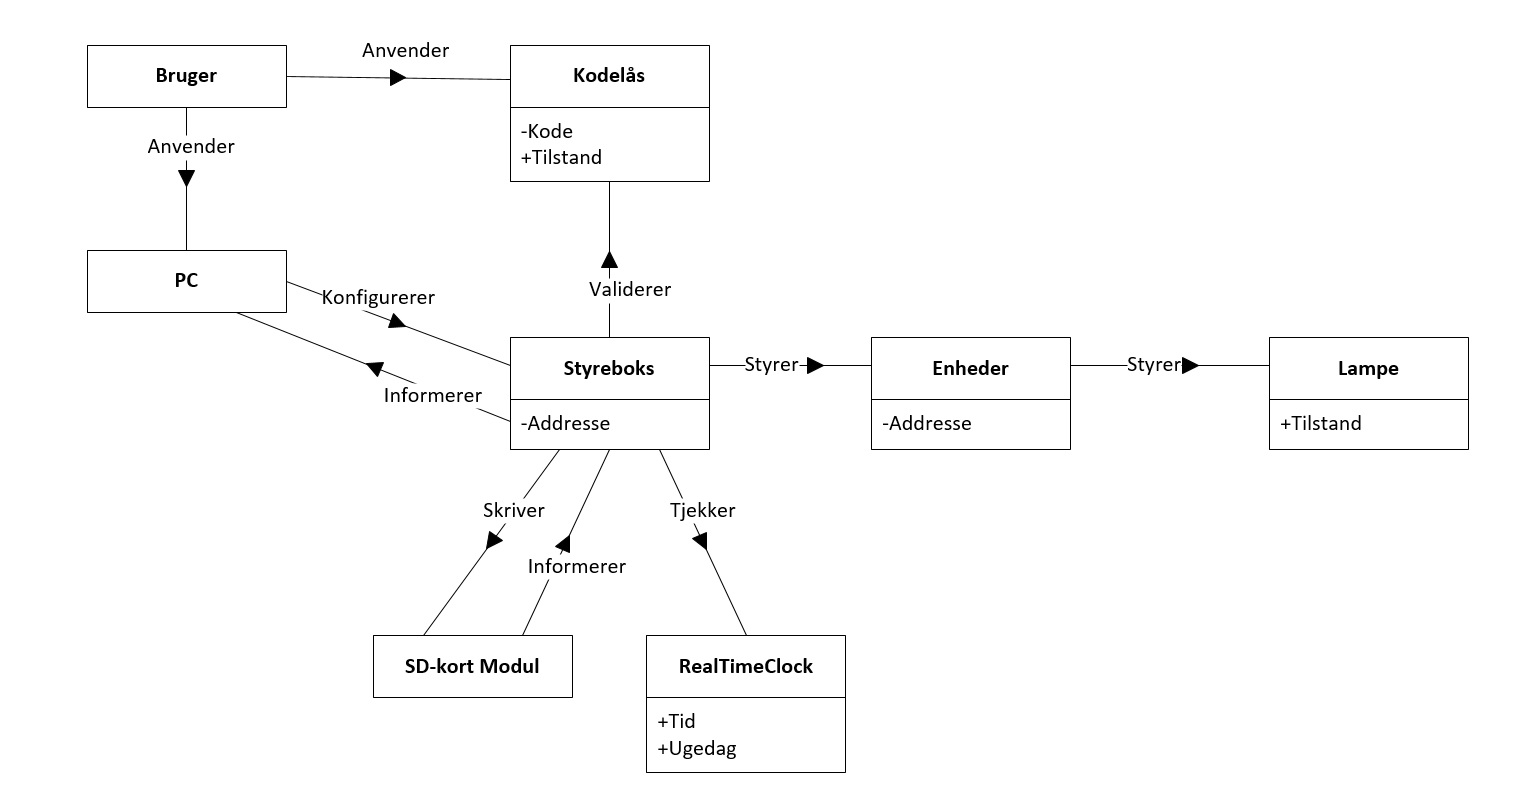 Anvender
Bruger
Kodelås
-Kode
+Tilstand
Anvender
PC
Konfigurerer
Validerer
Informerer
Styreboks
-Addresse
Styrer
Enheder
-Addresse
Styrer
Lampe
+Tilstand
Skriver
Tjekker
Informerer
SD-kort Modul
RealTimeClock
+Tid
+Ugedag